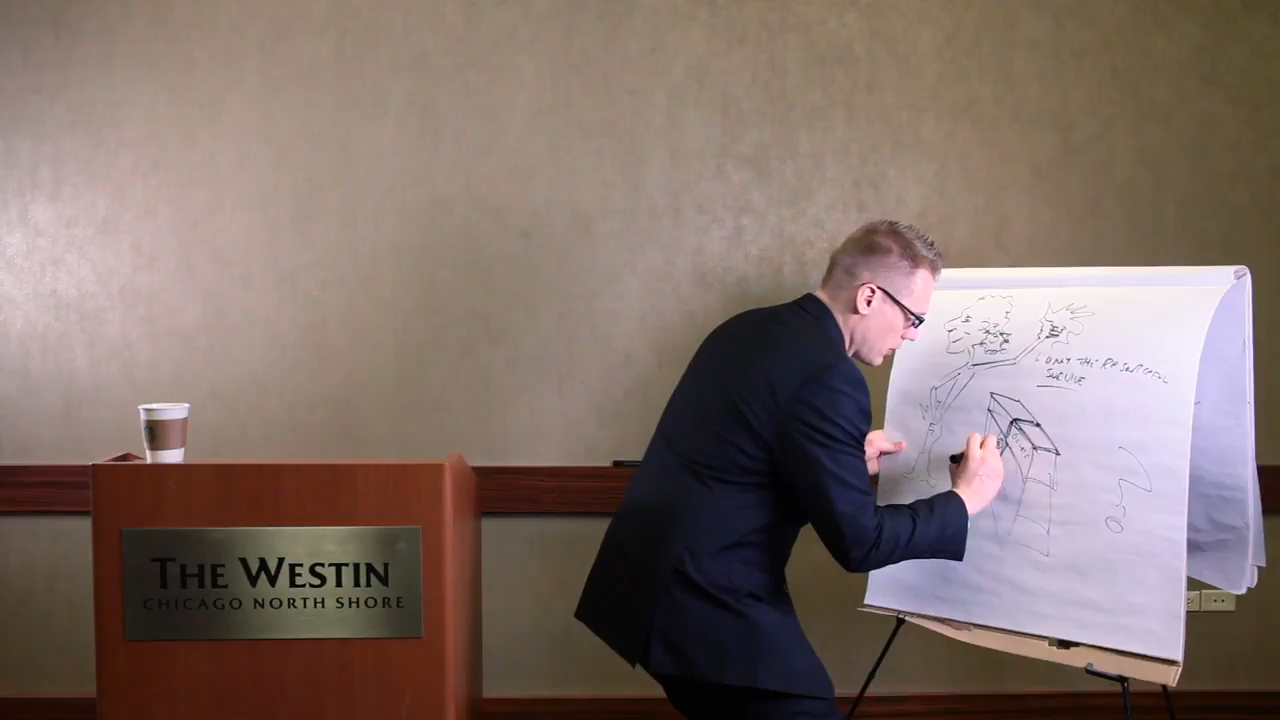 THE WESTIN
CHICAGO NORTH SHORE
ONLY THE RESOURCEFUL
SURVIVE